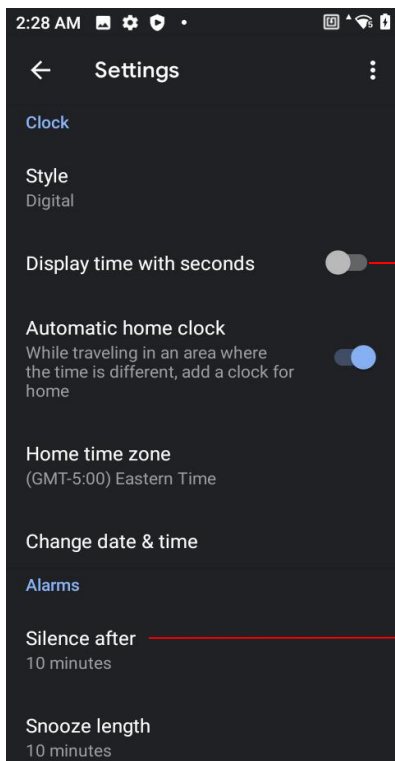 2:28 AM
Settings
Clock
Style
Digital
Display time with seconds
Automatic home clock
While traveling in an area where
the time is different, add a clock for
home
Home time zone
(GMT-5:00) Eastern Time
Change date & time
Alarms
Silence after
10 minutes
Snooze length
10 minutes